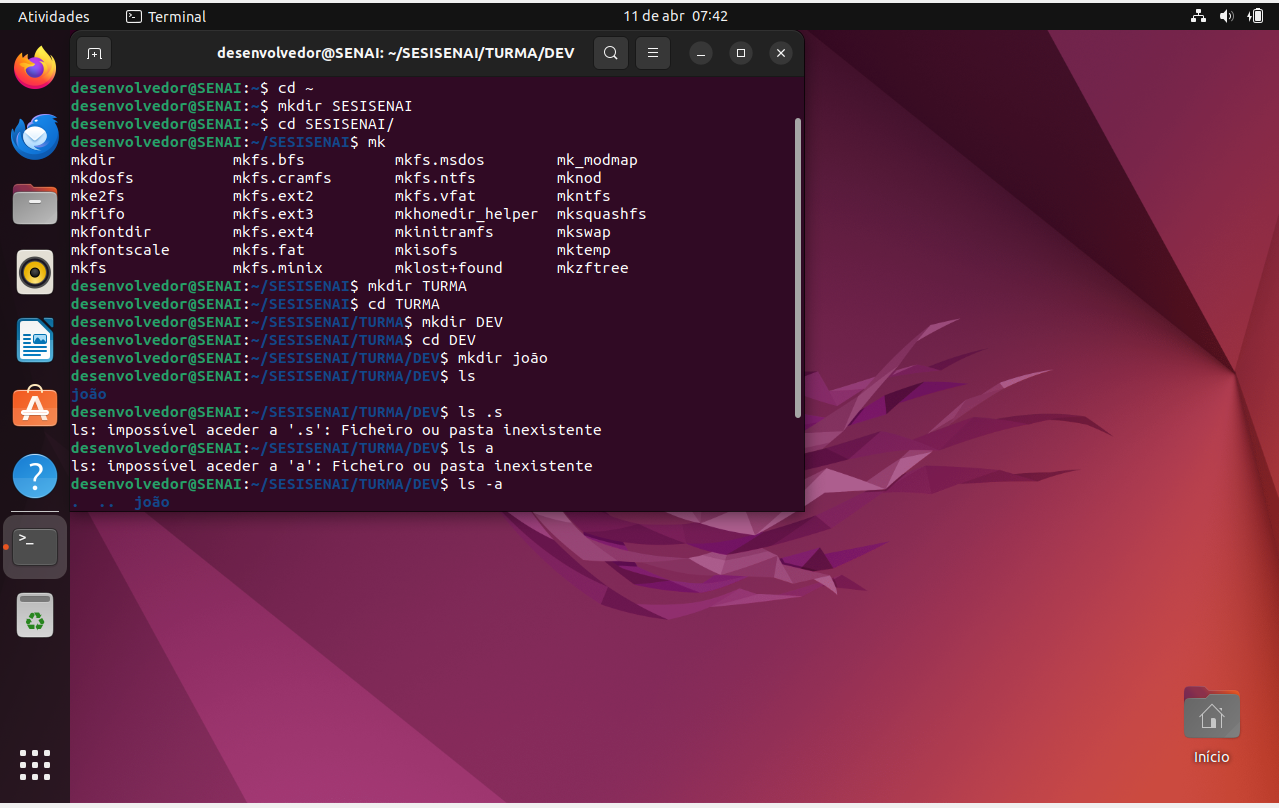 Atividades Terminal 11 de abr 07:42
desenvolvedor@SENAI: ~/SESISENAI/TURMA/DEV
desenvolvedor@SENAI:~$ cd ~
desenvolvedor@SENAI:~$ mkdir SESISENAI
desenvolvedor@SENAI:~$ cd SESISENAI/
desenvolvedor@SENAI:~/SESISENAI$ mk
mkdir mkfs.bfs mkfs.msdos mk_modmap
mkdosfs mkfs.cramfs mkfs.ntfs mknod
mke2fs mkfs.ext2 mkfs.vfat mkntfs
mkfifo mkfs.ext3 mkhomedir_helper mksquashfs
mkfontdir mkfs.ext4 mkinitramfs mkswap
mkfontscale mkfs.fat mkisofs mktemp
mkfs mkfs.minix mklost+found mkzftree
desenvolvedor@SENAI:~/SESISENAI$ mkdir TURMA
desenvolvedor@SENAI:~/SESISENAI$ cd TURMA
desenvolvedor@SENAI:~/SESISENAI/TURMA$ mkdir DEV
desenvolvedor@SENAI:~/SESISENAI/TURMA$ cd DEV
desenvolvedor@SENAI:~/SESISENAI/TURMA/DEV$ mkdir joão
desenvolvedor@SENAI:~/SESISENAI/TURMA/DEV$ ls
joão
desenvolvedor@SENAI:~/SESISENAI/TURMA/DEV$ ls .s
ls: impossível aceder a '.s': Ficheiro ou pasta inexistente
desenvolvedor@SENAI:~/SESISENAI/TURMA/DEV$ ls a
ls: impossível aceder a 'a': Ficheiro ou pasta inexistente
desenvolvedor@SENAI:~/SESISENAI/TURMA/DEV$ ls -a
. .. joão
Início